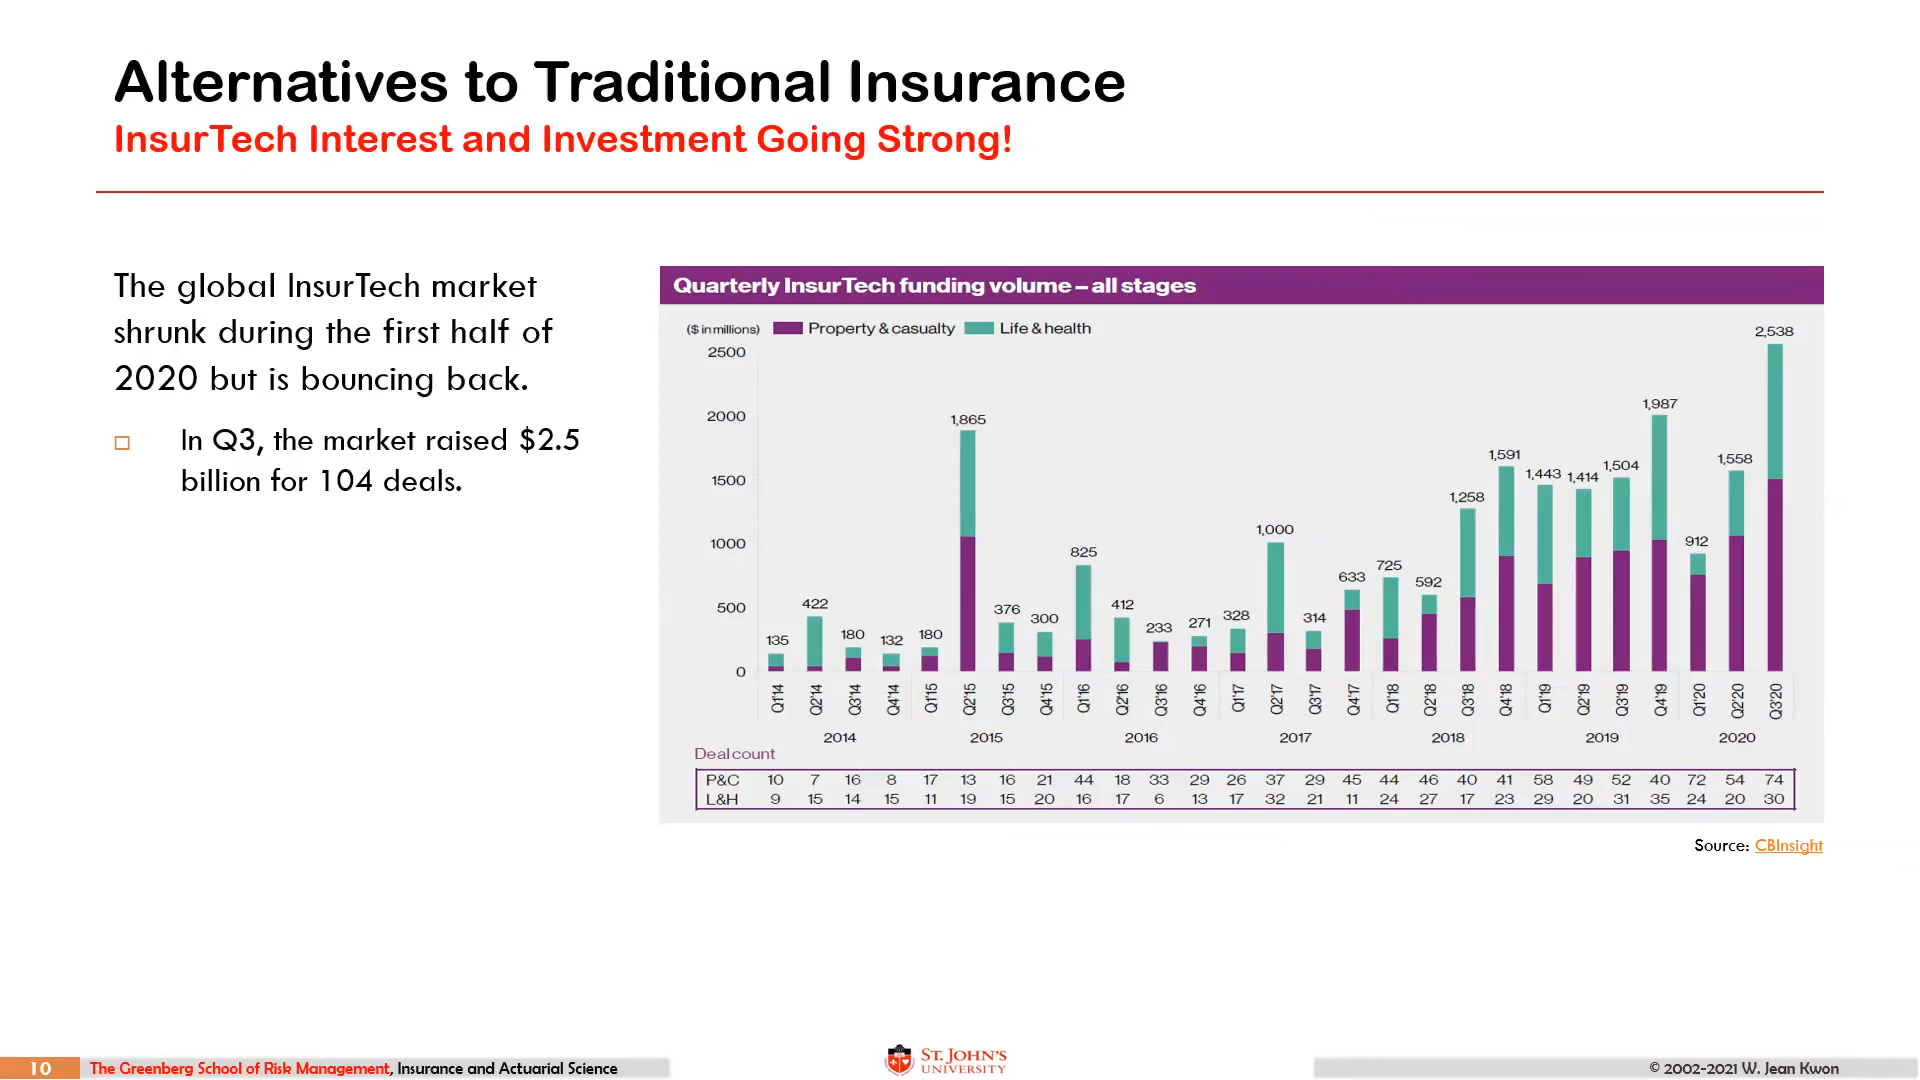 Alternatives to Traditional Insurance
InsurTech Interest and Investment Going Strong!
The global InsurTech market
shrunk during the first half of
2020 but is bouncing back.
In Q3, the market raised $2.5
billion for 104 deals.
Quarterly InsurTech funding volume – all stages
($ in millions) Property & casualty Life & health
2500
2000
1500
1000
500
0
135 422 180 132 180 1,865 376 300 825 412 233 271 328 1,000 314 633 725 592 1,258 1,591 1,443 1,414 1,504 1,987 912 1,558 2,538
Q1'14 Q2'14 Q3'14 Q4'14 Q1'15 Q2'15 Q3'15 Q4'15 Q1'16 Q2'16 Q3'16 Q4'16 Q1'17 Q2'17 Q3'17 Q4'17 Q1'18 Q2'18 Q3'18 Q4'18 Q1'19 Q2'19 Q3'19 Q4'19 Q1'20 Q2'20 Q3'20
2014 2015 2016 2017 2018 2019 2020
Deal count
P&C 10 7 16 8 17 13 16 21 44 18 33 29 26 37 29 45 44 46 40 41 58 49 52 40 72 54 74
L&H 9 15 14 15 11 19 15 20 16 17 6 13 17 32 21 11 24 27 17 23 29 20 31 35 24 20 30
Source: CBInsight
10 The Greenberg School of Risk Management, Insurance and Actuarial Science
ST. JOHN'S
UNIVERSITY
© 2002-2021 W. Jean Kwon